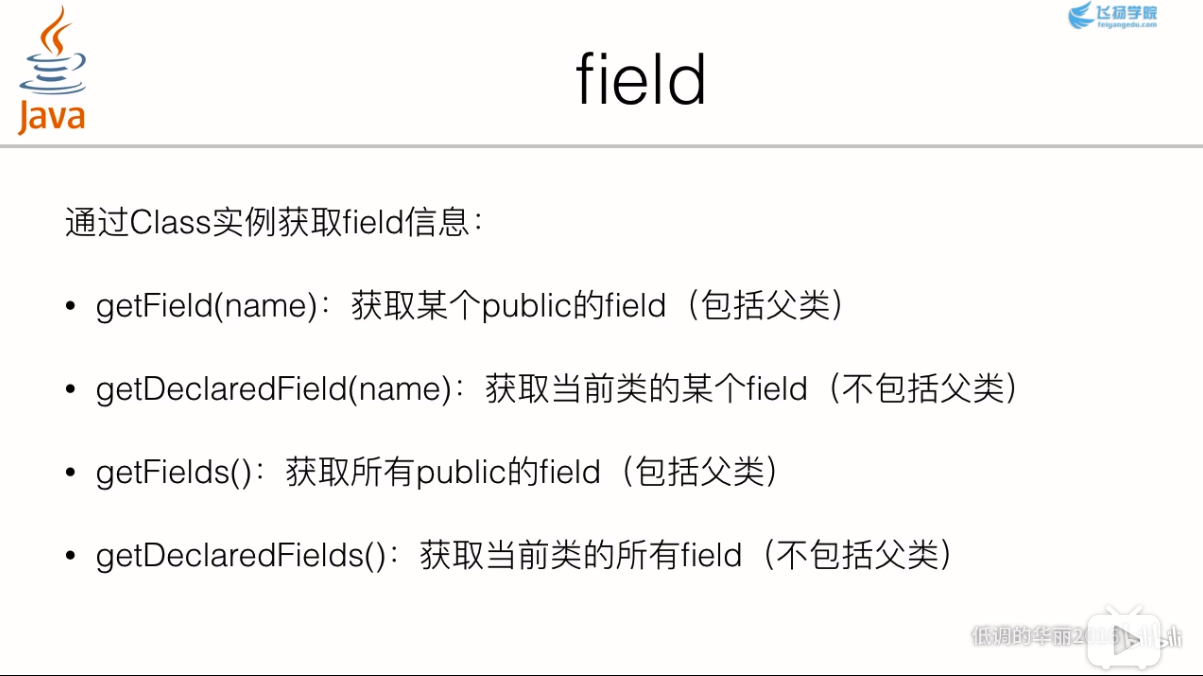 Java
飞扬学院
feiyangedu.com
field
通过Class实例获取field信息：
• getField(name)：获取某个public的field（包括父类）
• getDeclaredField(name)：获取当前类的某个field（不包括父类）
• getFields()：获取所有public的field（包括父类）
• getDeclaredFields()：获取当前类的所有field（不包括父类）
低调的华丽2016